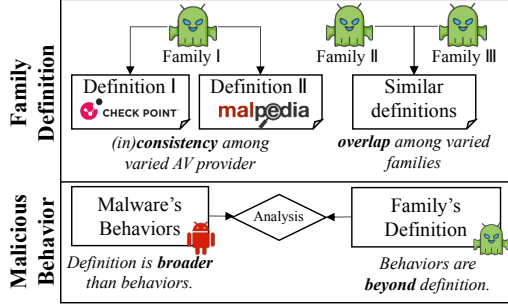 Family Definition
Family I
Family II
Family III
Definition I
CHECK POINT
Definition II
malpedia
Similar definitions
(in)consistency among
varied AV provider
overlap among varied
families
Malicious Behavior
Malware's
Behaviors
Analysis
Family's
Definition
Definition is broader
than behaviors.
Behaviors are
beyond definition.